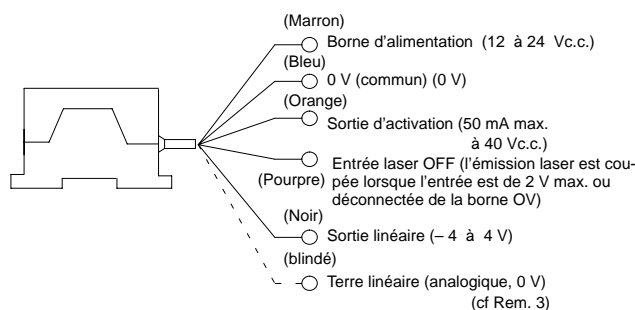 (Marron)
Borne d'alimentation (12 à 24 Vc.c.)
(Bleu)
0 V (commun) (0 V)
(Orange)
Sortie d'activation (50 mA max.
à 40 Vc.c.)
Entrée laser OFF (l'émission laser est cou-
(Pourpre) pée lorsque l'entrée est de 2 V max. ou
déconnectée de la borne OV)
(Noir)
Sortie linéaire (– 4 à 4 V)
(blindé)
Terre linéaire (analogique, 0 V)
(cf Rem. 3)